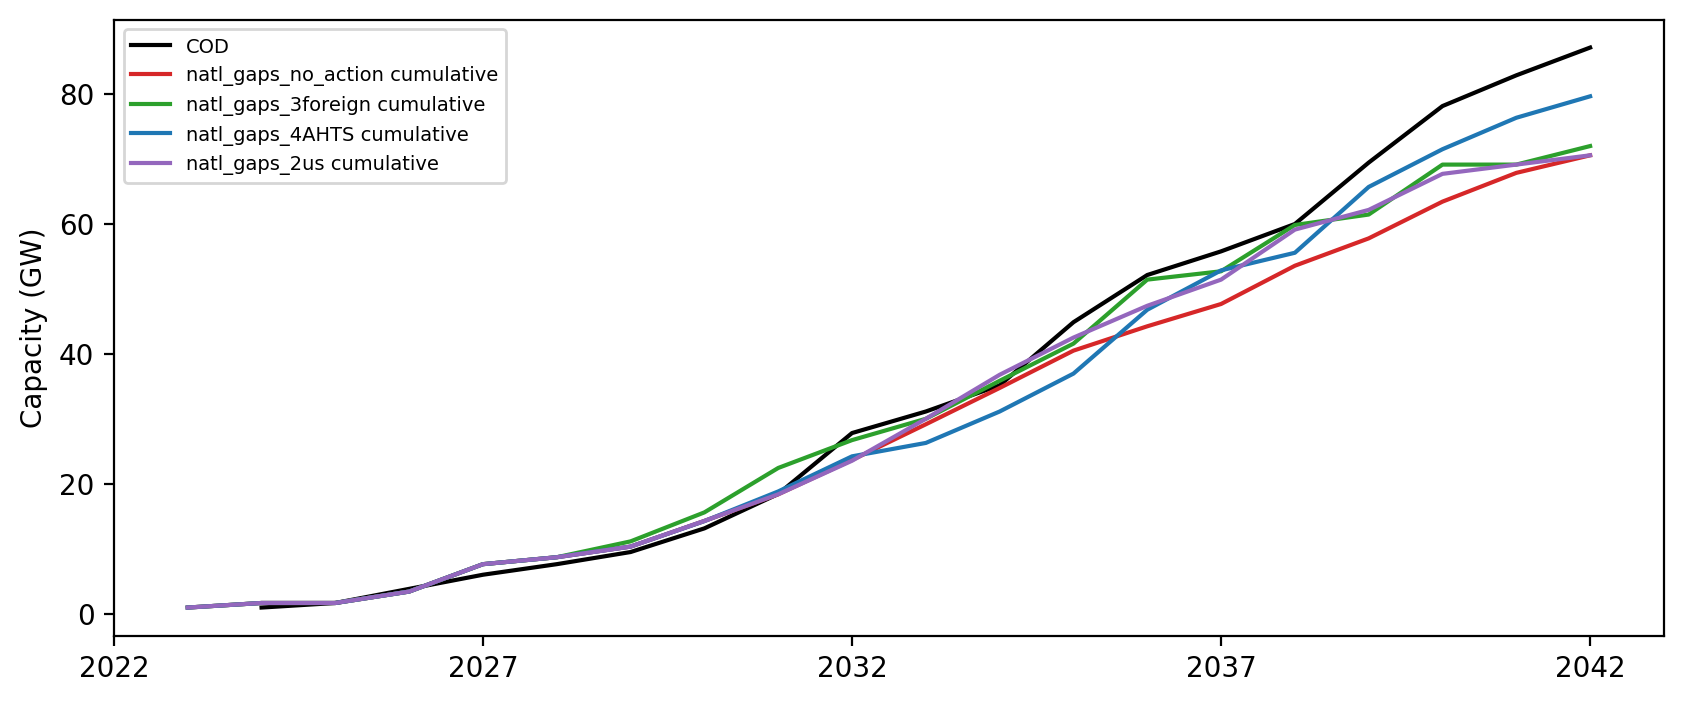 COD
natl_gaps_no_action cumulative
natl_gaps_3foreign cumulative
natl_gaps_4AHTS cumulative
natl_gaps_2us cumulative
Capacity (GW)
80
60
40
20
0
2022 2027 2032 2037 2042